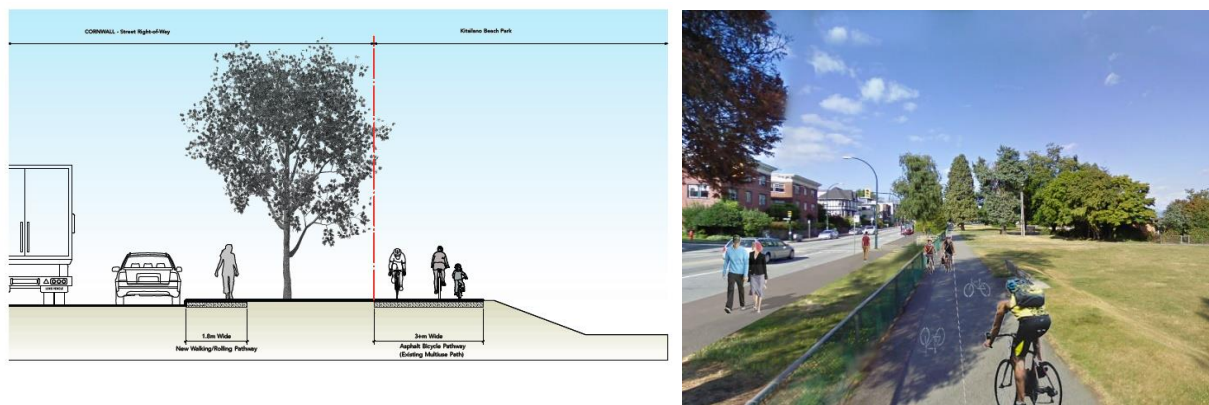 CORNWALL - Street Right-of-Way
Kitsilano Beach Park
1.8m Wide
New Walking/Rolling Pathway
3+m Wide
Asphalt Bicycle Pathway
(Existing Multiuse Path)